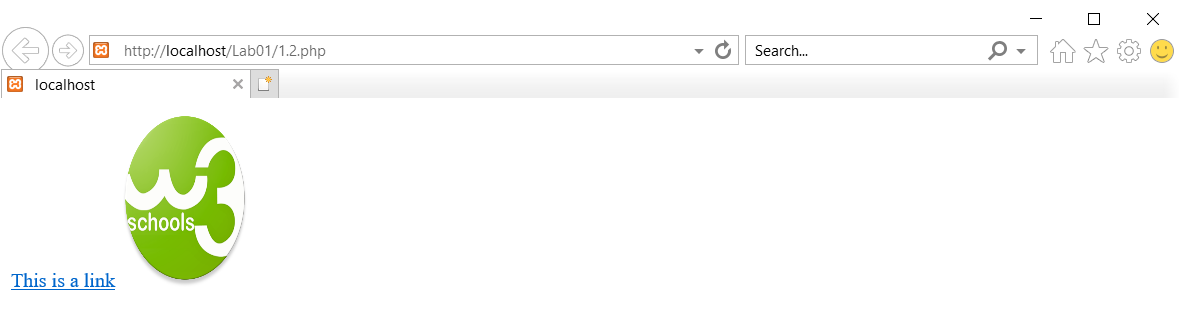 http://localhost/Lab01/1.2.php Search...
localhost
w3
schools
This is a link